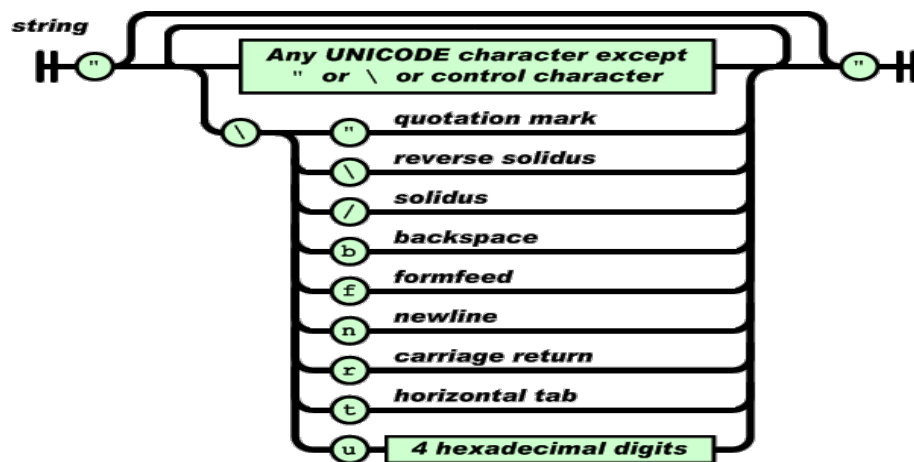 string
" Any UNICODE character except "
" or \ or control character
\ " quotation mark
\ reverse solidus
/ solidus
b backspace
f formfeed
n newline
r carriage return
t horizontal tab
u 4 hexadecimal digits